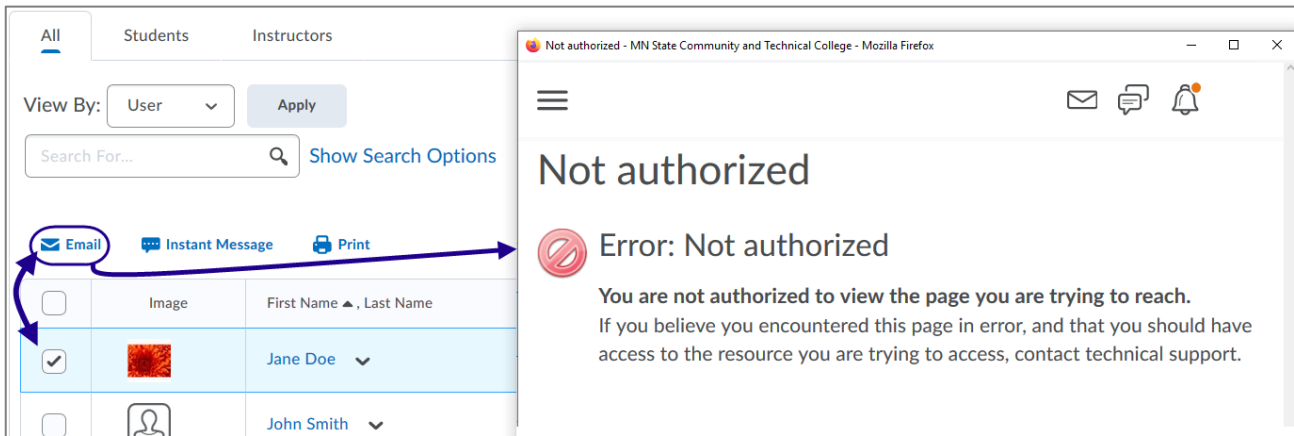 All Students Instructors
View By: User Apply
Search For... Show Search Options
Email Instant Message Print
Image First Name , Last Name
Jane Doe
John Smith
Not authorized - MN State Community and Technical College - Mozilla Firefox
Not authorized
Error: Not authorized
You are not authorized to view the page you are trying to reach.
If you believe you encountered this page in error, and that you should have
access to the resource you are trying to access, contact technical support.